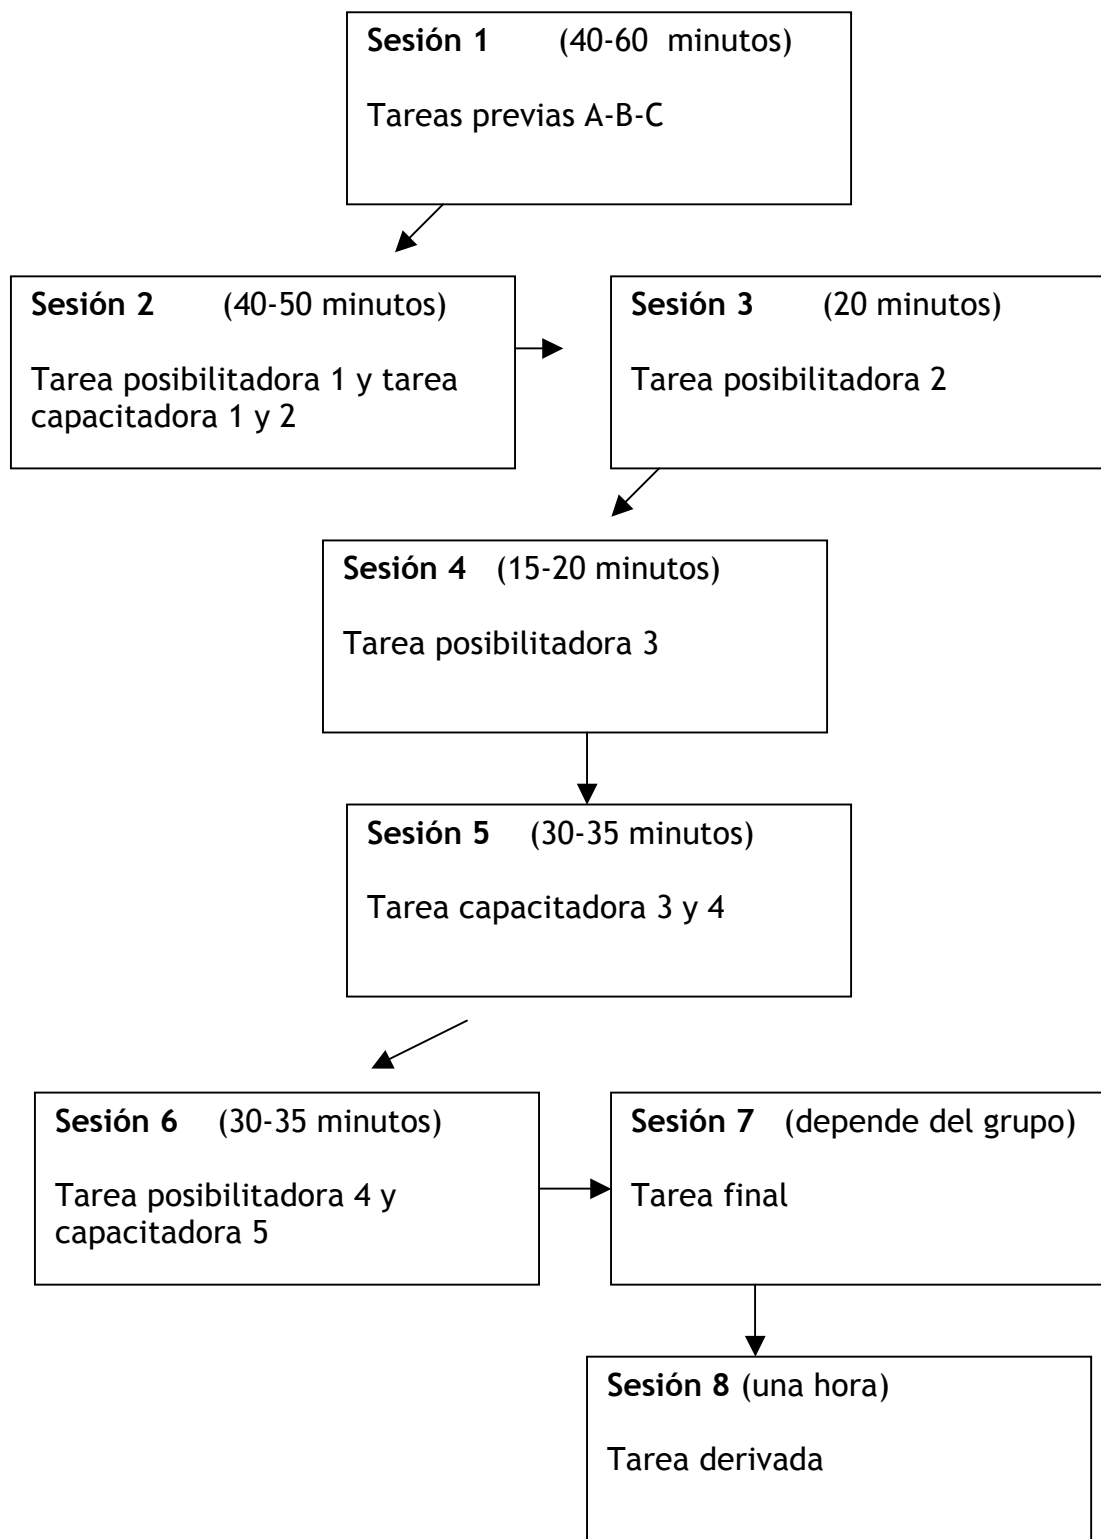 Sesión 1 (40-60 minutos)
Tareas previas A-B-C
Sesión 2 (40-50 minutos)
Tarea posibilitadora 1 y tarea
capacitadora 1 y 2
Sesión 3 (20 minutos)
Tarea posibilitadora 2
Sesión 4 (15-20 minutos)
Tarea posibilitadora 3
Sesión 5 (30-35 minutos)
Tarea capacitadora 3 y 4
Sesión 6 (30-35 minutos)
Tarea posibilitadora 4 y
capacitadora 5
Sesión 7 (depende del grupo)
Tarea final
Sesión 8 (una hora)
Tarea derivada